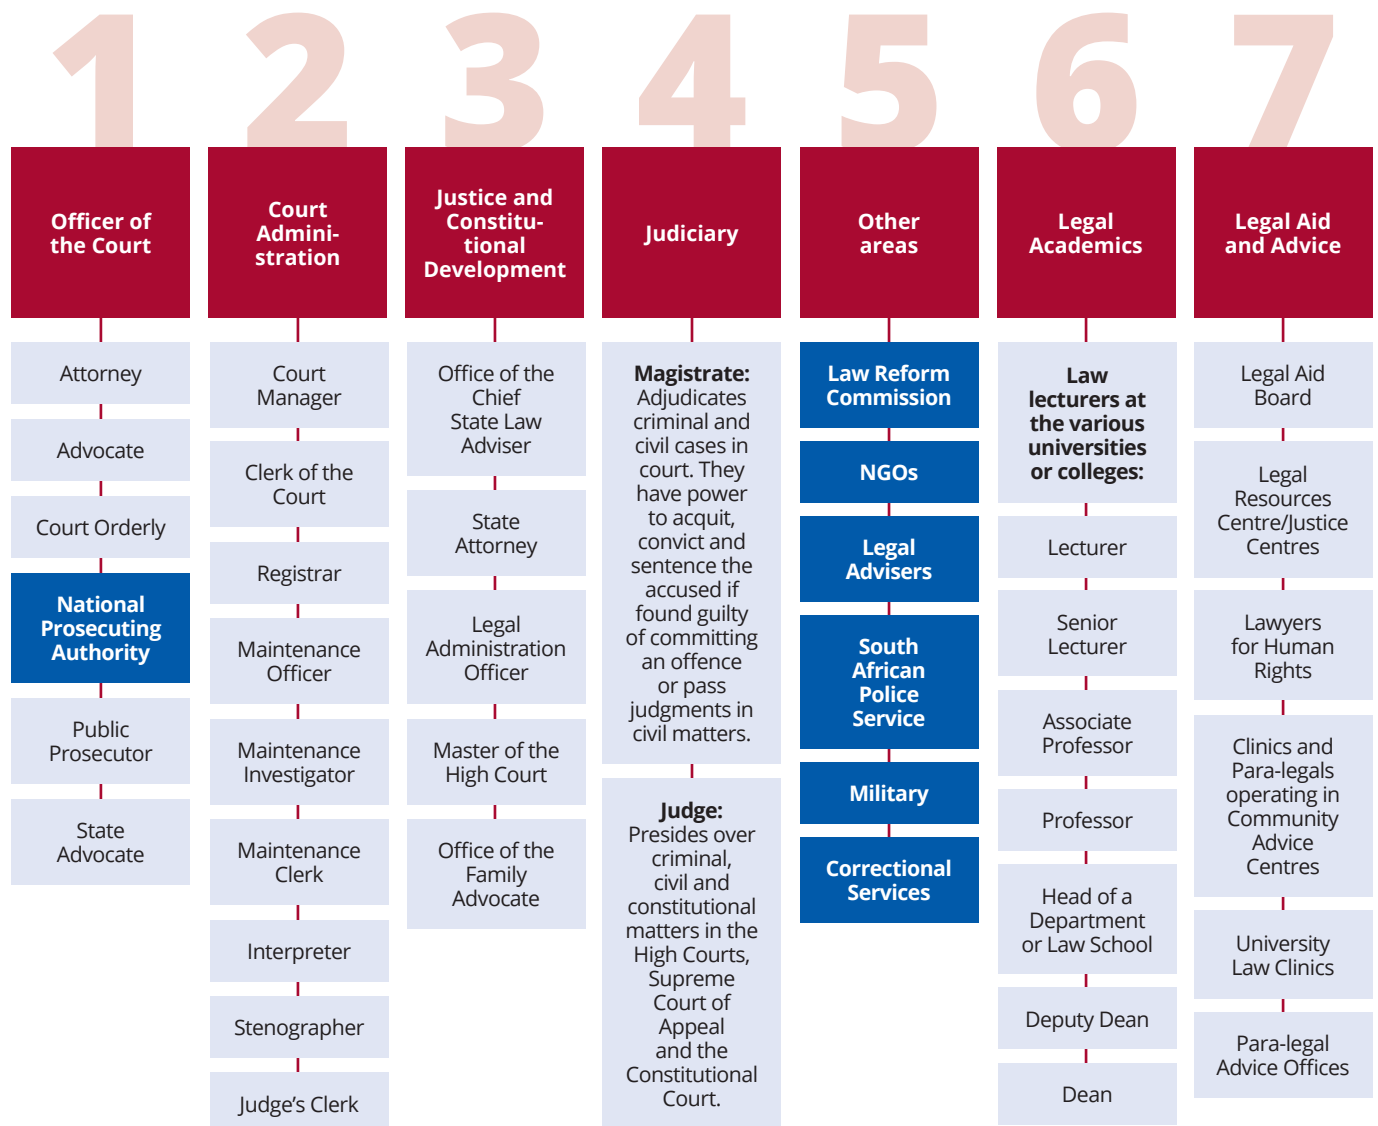 1
2
3
4
5
6
7
Officer of
the Court
Attorney
Advocate
Court Orderly
National
Prosecuting
Authority
Public
Prosecutor
State
Advocate
Court
Admini-
stration
Court
Manager
Clerk of the
Court
Registrar
Maintenance
Officer
Maintenance
Investigator
Maintenance
Clerk
Interpreter
Stenographer
Judge’s Clerk
Justice and
Constitu-
tional
Development
Office of the
Chief
State Law
Adviser
State
Attorney
Legal
Administration
Officer
Master of the
High Court
Office of the
Family
Advocate
Judiciary
Magistrate:
Adjudicates
criminal and
civil cases in
court. They
have power
to acquit,
convict and
sentence the
accused if
found guilty
of committing
an offence
or pass
judgments in
civil matters.
Judge:
Presides over
criminal,
civil and
constitutional
matters in the
High Courts,
Supreme
Court of
Appeal
and the
Constitutional
Court.
Other
areas
Law Reform
Commission
NGOs
Legal
Advisers
South
African
Police
Service
Military
Correctional
Services
Legal
Academics
Law
lecturers at
the various
universities
or colleges:
Lecturer
Senior
Lecturer
Associate
Professor
Professor
Head of a
Department
or Law School
Deputy Dean
Dean
Legal Aid
and Advice
Legal Aid
Board
Legal
Resources
Centre/Justice
Centres
Lawyers
for Human
Rights
Clinics and
Para-legals
operating in
Community
Advice
Centres
University
Law Clinics
Para-legal
Advice Offices